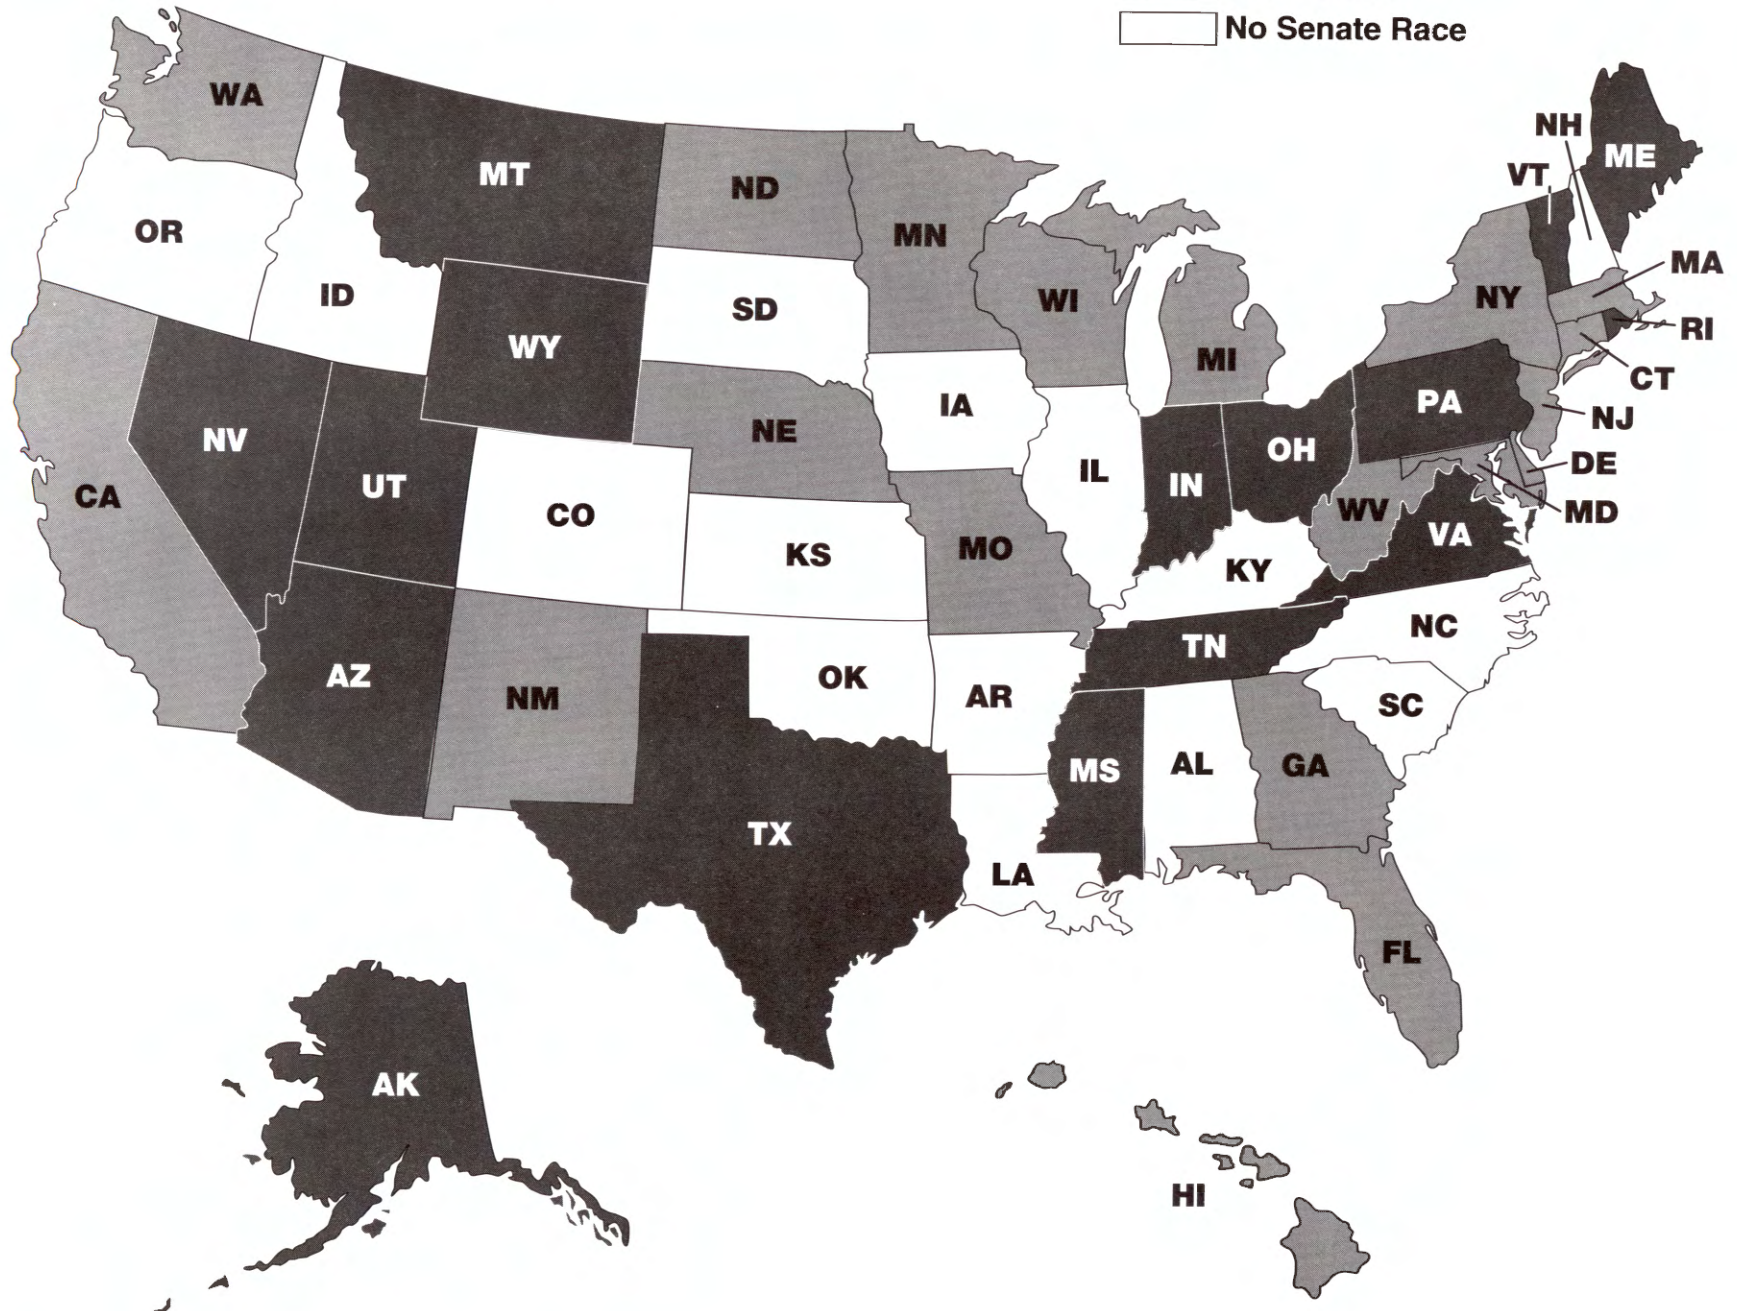 No Senate Race
WA
MT
ND
MN
NH
ME
VT
OR
ID
SD
WI
NY
MA
WY
MI
RI
CT
NV
NE
IA
PA
NJ
UT
IL
IN
OH
DE
CA
CO
KS
MO
WV
MD
VA
KY
AZ
NM
OK
AR
TN
NC
SC
MS
AL
GA
TX
LA
FL
AK
HI